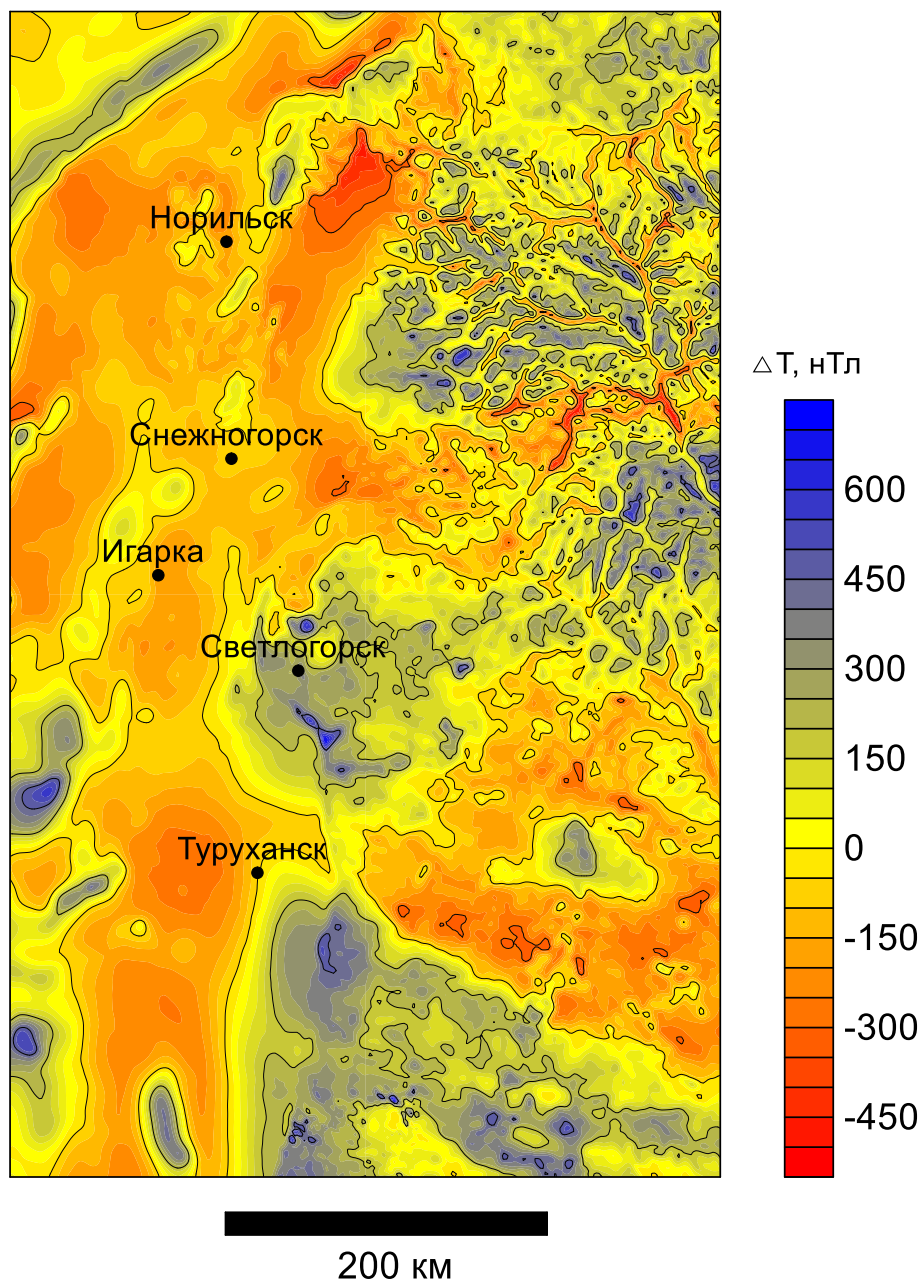 Норильск
△T, нТл
Снежногорск
600
Игарка
450
Светлогорск
300
150
Туруханск
0
-150
-300
-450
200 км